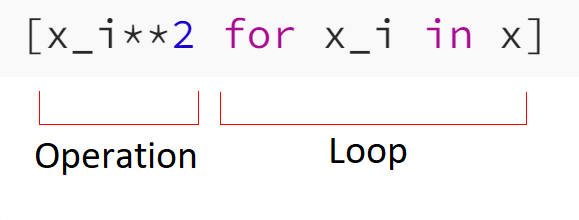 [x_i**2 for x_i in x]
Operation Loop